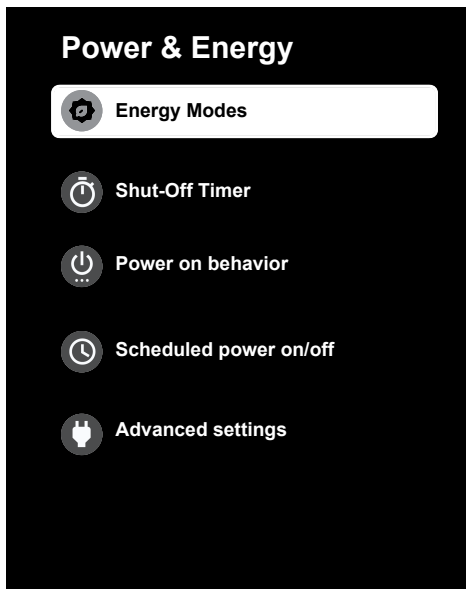 Power & Energy
Energy Modes
Shut-Off Timer
Power on behavior
Scheduled power on/off
Advanced settings